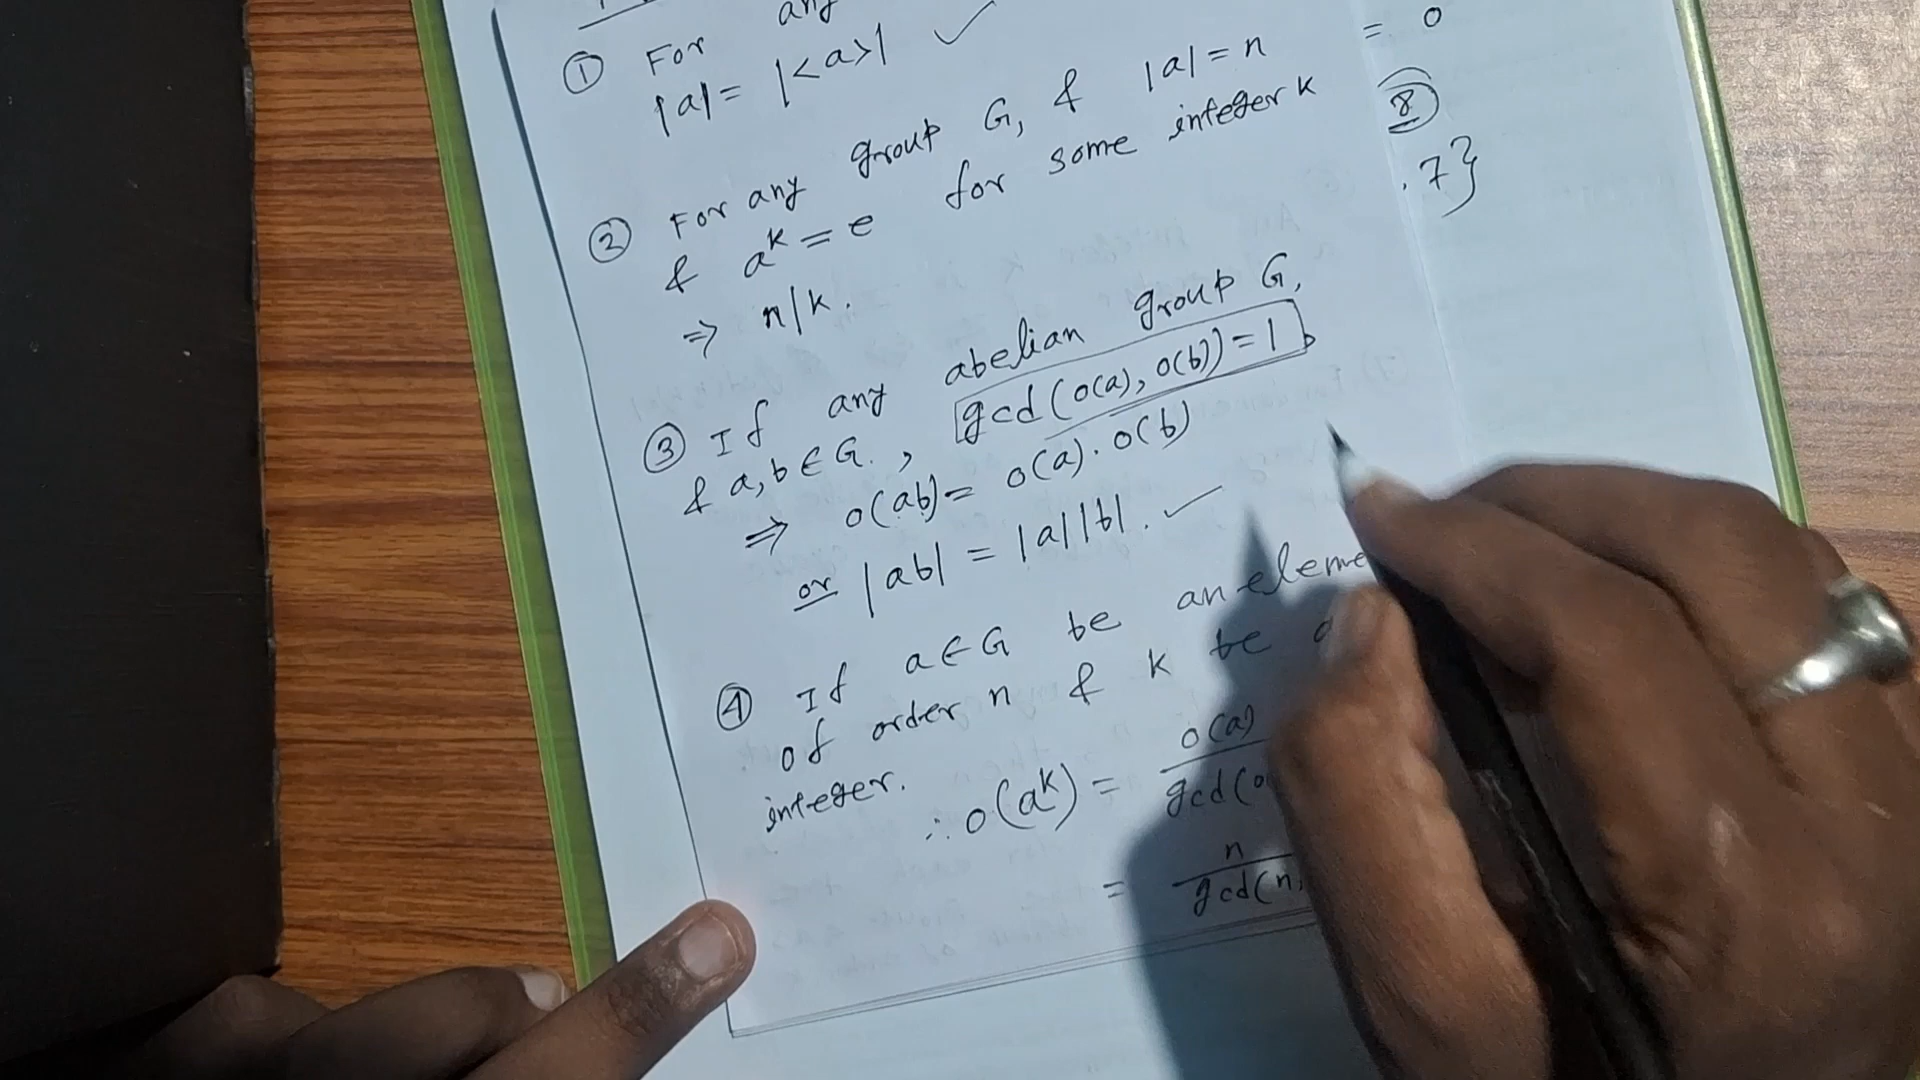 any
① For
|a| = |<a>| ✓
② For any group G, & |a| = n
& a^k = e for some integer k
⇒ n|k.
③ If any abelian group G,
& a, b ∈ G., gcd(o(a), o(b)) = 1
⇒ o(ab) = o(a).o(b)
or |ab| = |a||b|. ✓
④ If a ∈ G be an
of order n & k be
integer.
∴ o(a^k) = o(a) / gcd(o
= n / gcd(n,
= 0
8
.7}